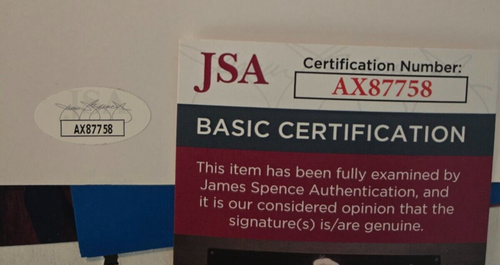 JSA
Certification Number:
AX87758
AX87758
BASIC CERTIFICATION
This item has been fully examined by
James Spence Authentication, and
it is our considered opinion that the
signature(s) is/are genuine.